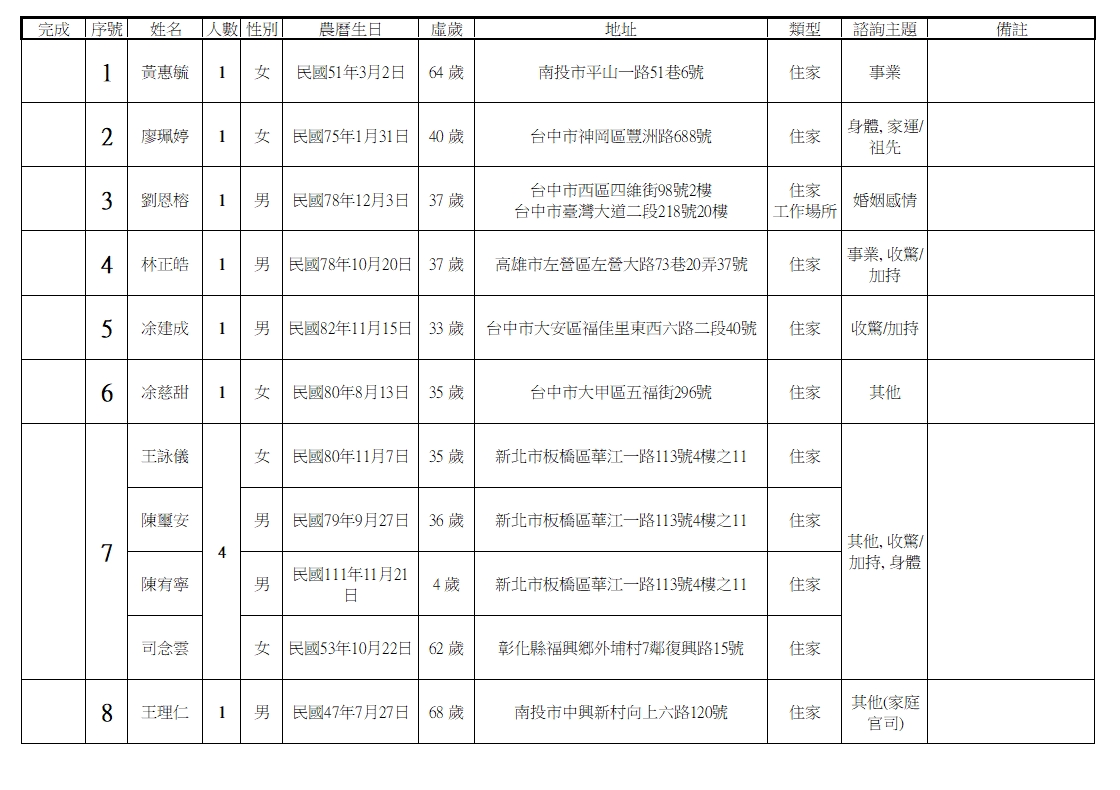 完成 序號 姓名 人數 性別 農曆生日 虛歲 地址 類型 諮詢主題 備註
1 黃惠毓 1 女 民國51年3月2日 64 歲 南投市平山一路51巷6號 住家 事業
2 廖珮婷 1 女 民國75年1月31日 40 歲 台中市神岡區豐洲路688號 住家 身體, 家運/
祖先
3 劉恩榕 1 男 民國78年12月3日 37 歲 台中市西區四維街98號2樓 住家 婚姻感情
台中市臺灣大道二段218號20樓 工作場所
4 林正皓 1 男 民國78年10月20日 37 歲 高雄市左營區左營大路73巷20弄37號 住家 事業, 收驚/
加持
5 凃建成 1 男 民國82年11月15日 33 歲 台中市大安區福佳里東西六路二段40號 住家 收驚/加持
6 凃慈甜 1 女 民國80年8月13日 35 歲 台中市大甲區五福街296號 住家 其他
7 王詠儀 4 女 民國80年11月7日 35 歲 新北市板橋區華江一路113號4樓之11 住家 其他, 收驚/
加持, 身體
陳璽安 男 民國79年9月27日 36 歲 新北市板橋區華江一路113號4樓之11 住家
陳宥寧 男 民國111年11月21
日 4 歲 新北市板橋區華江一路113號4樓之11 住家
司念雲 女 民國53年10月22日 62 歲 彰化縣福興鄉外埔村7鄰復興路15號 住家
8 王理仁 1 男 民國47年7月27日 68 歲 南投市中興新村向上六路120號 住家 其他(家庭
官司)